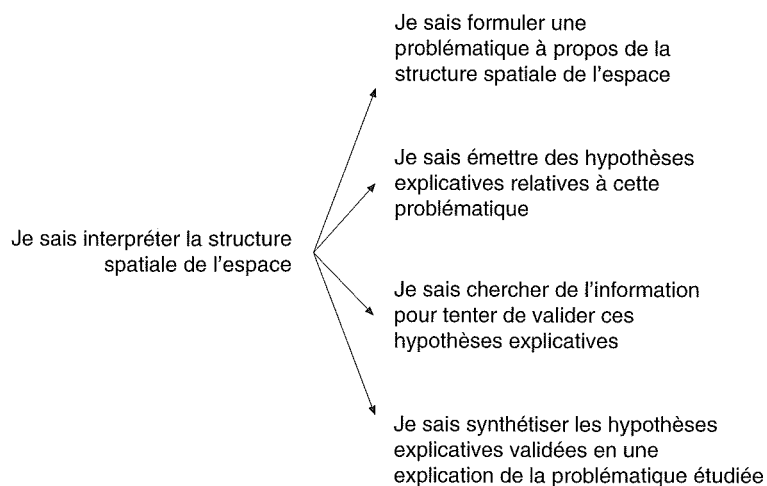 Je sais formuler une
problématique à propos de la
structure spatiale de l'espace
Je sais émettre des hypothèses
explicatives relatives à cette
problématique
Je sais interpréter la structure
spatiale de l'espace
Je sais chercher de l'information
pour tenter de valider ces
hypothèses explicatives
Je sais synthétiser les hypothèses
explicatives validées en une
explication de la problématique étudiée